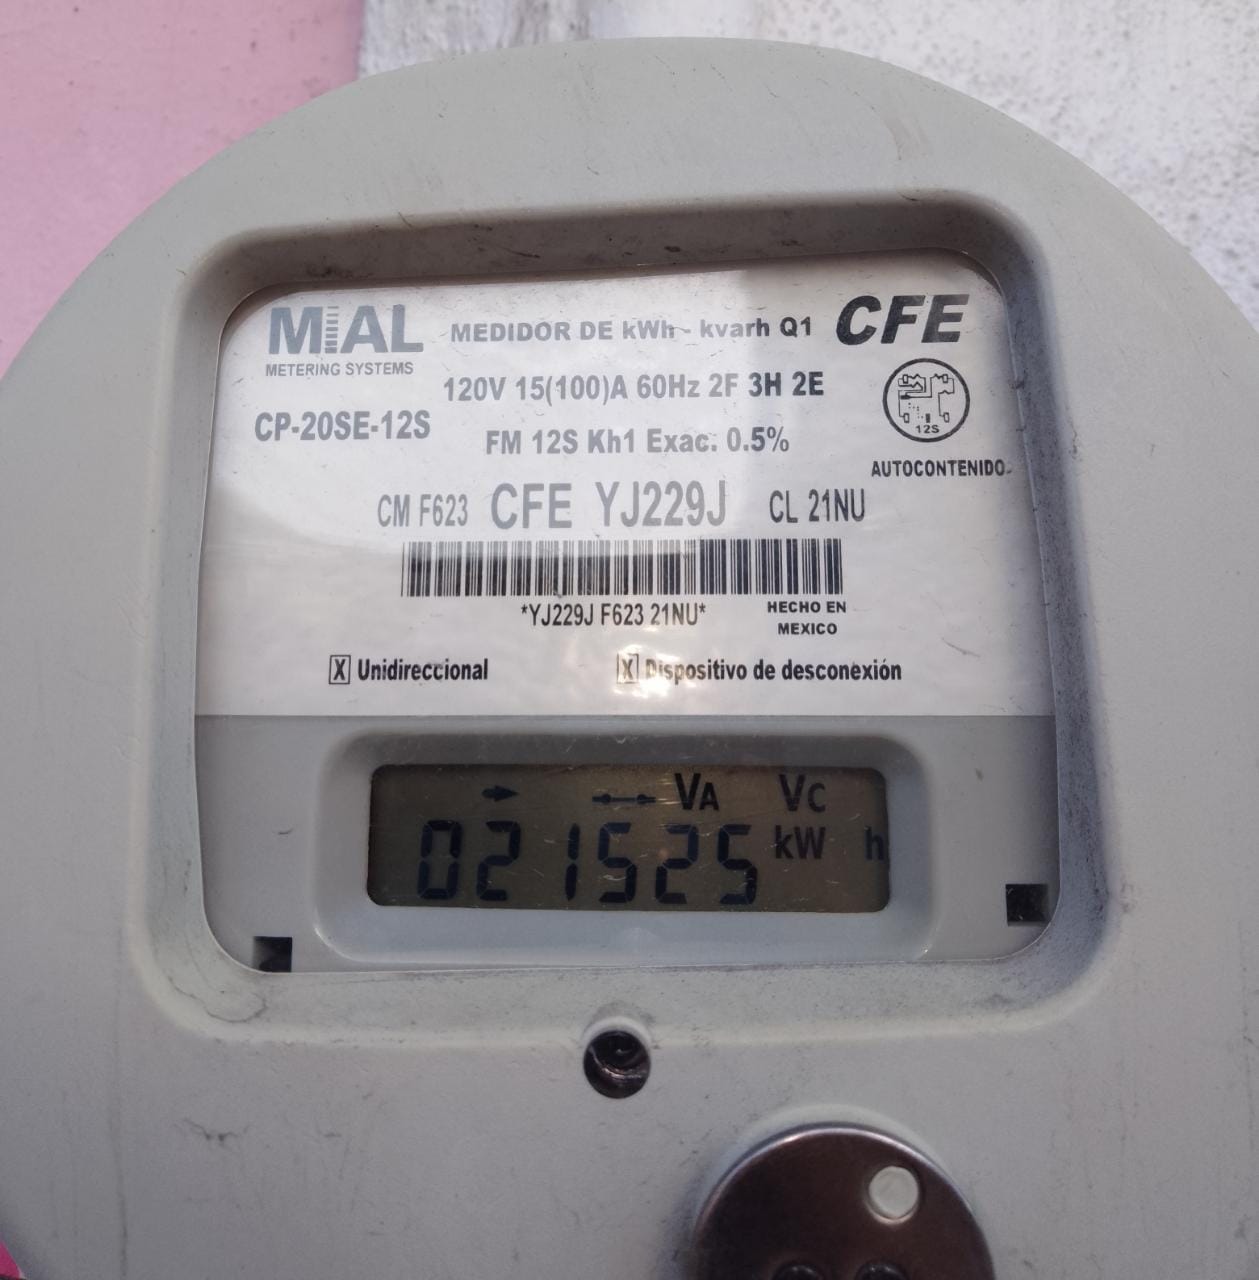 MIAL MEDIDOR DE kWh - kvarh Q1 CFE
METERING SYSTEMS
120V 15(100)A 60Hz 2F 3H 2E
CP-20SE-12S
FM 12S Kh1 Exac. 0.5%
12S
AUTOCONTENIDO
CM F623 CFE YJ229J CL 21NU
*YJ229J F623 21NU*
HECHO EN
MEXICO
X Unidireccional X Dispositivo de desconexión
VA VC
021525 kW h